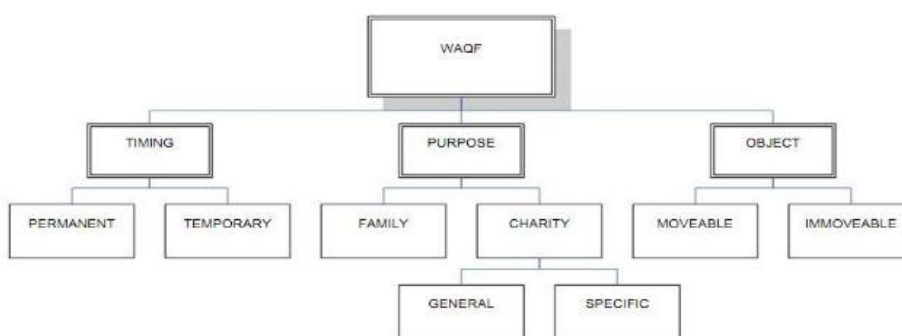 WAQF
TIMING
PURPOSE
OBJECT
PERMANENT
TEMPORARY
FAMILY
CHARITY
MOVEABLE
IMMOVEABLE
GENERAL
SPECIFIC